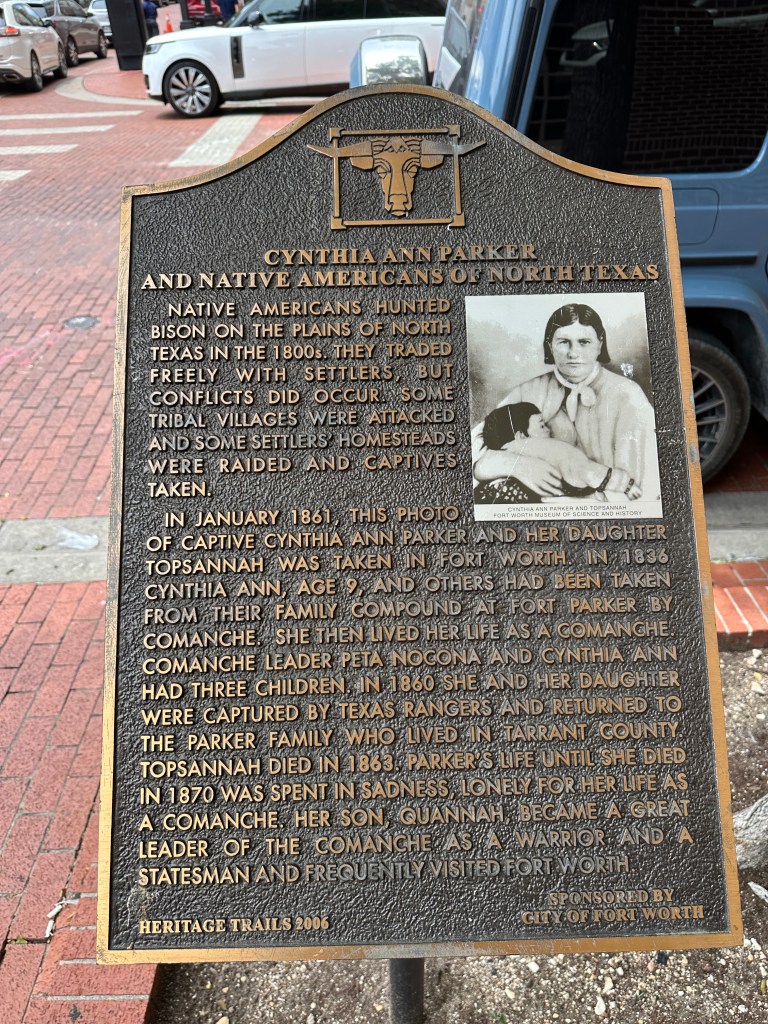 CYNTHIA ANN PARKER
AND NATIVE AMERICANS OF NORTH TEXAS
NATIVE AMERICANS HUNTED
BISON ON THE PLAINS OF NORTH
TEXAS IN THE 1800s. THEY TRADED
FREELY WITH SETTLERS, BUT
CONFLICTS DID OCCUR. SOME
TRIBAL VILLAGES WERE ATTACKED
AND SOME SETTLERS' HOMESTEADS
WERE RAIDED AND CAPTIVES
TAKEN.
CYNTHIA ANN PARKER AND TOPSANNAH
FORT WORTH MUSEUM OF SCIENCE AND HISTORY
IN JANUARY 1861, THIS PHOTO
OF CAPTIVE CYNTHIA ANN PARKER AND HER DAUGHTER
TOPSANNAH WAS TAKEN IN FORT WORTH. IN 1836
CYNTHIA ANN, AGE 9, AND OTHERS HAD BEEN TAKEN
FROM THEIR FAMILY COMPOUND AT FORT PARKER BY
COMANCHE. SHE THEN LIVED HER LIFE AS A COMANCHE.
COMANCHE LEADER PETA NOCONA AND CYNTHIA ANN
HAD THREE CHILDREN. IN 1860 SHE AND HER DAUGHTER
WERE CAPTURED BY TEXAS RANGERS AND RETURNED TO
THE PARKER FAMILY WHO LIVED IN TARRANT COUNTY.
TOPSANNAH DIED IN 1863. PARKER'S LIFE UNTIL SHE DIED
IN 1870 WAS SPENT IN SADNESS, LONELY FOR HER LIFE AS
A COMANCHE. HER SON, QUANNAH, BECAME A GREAT
LEADER OF THE COMANCHE AS A WARRIOR AND A
STATESMAN AND FREQUENTLY VISITED FORT WORTH.
HERITAGE TRAILS 2006
SPONSORED BY
CITY OF FORT WORTH